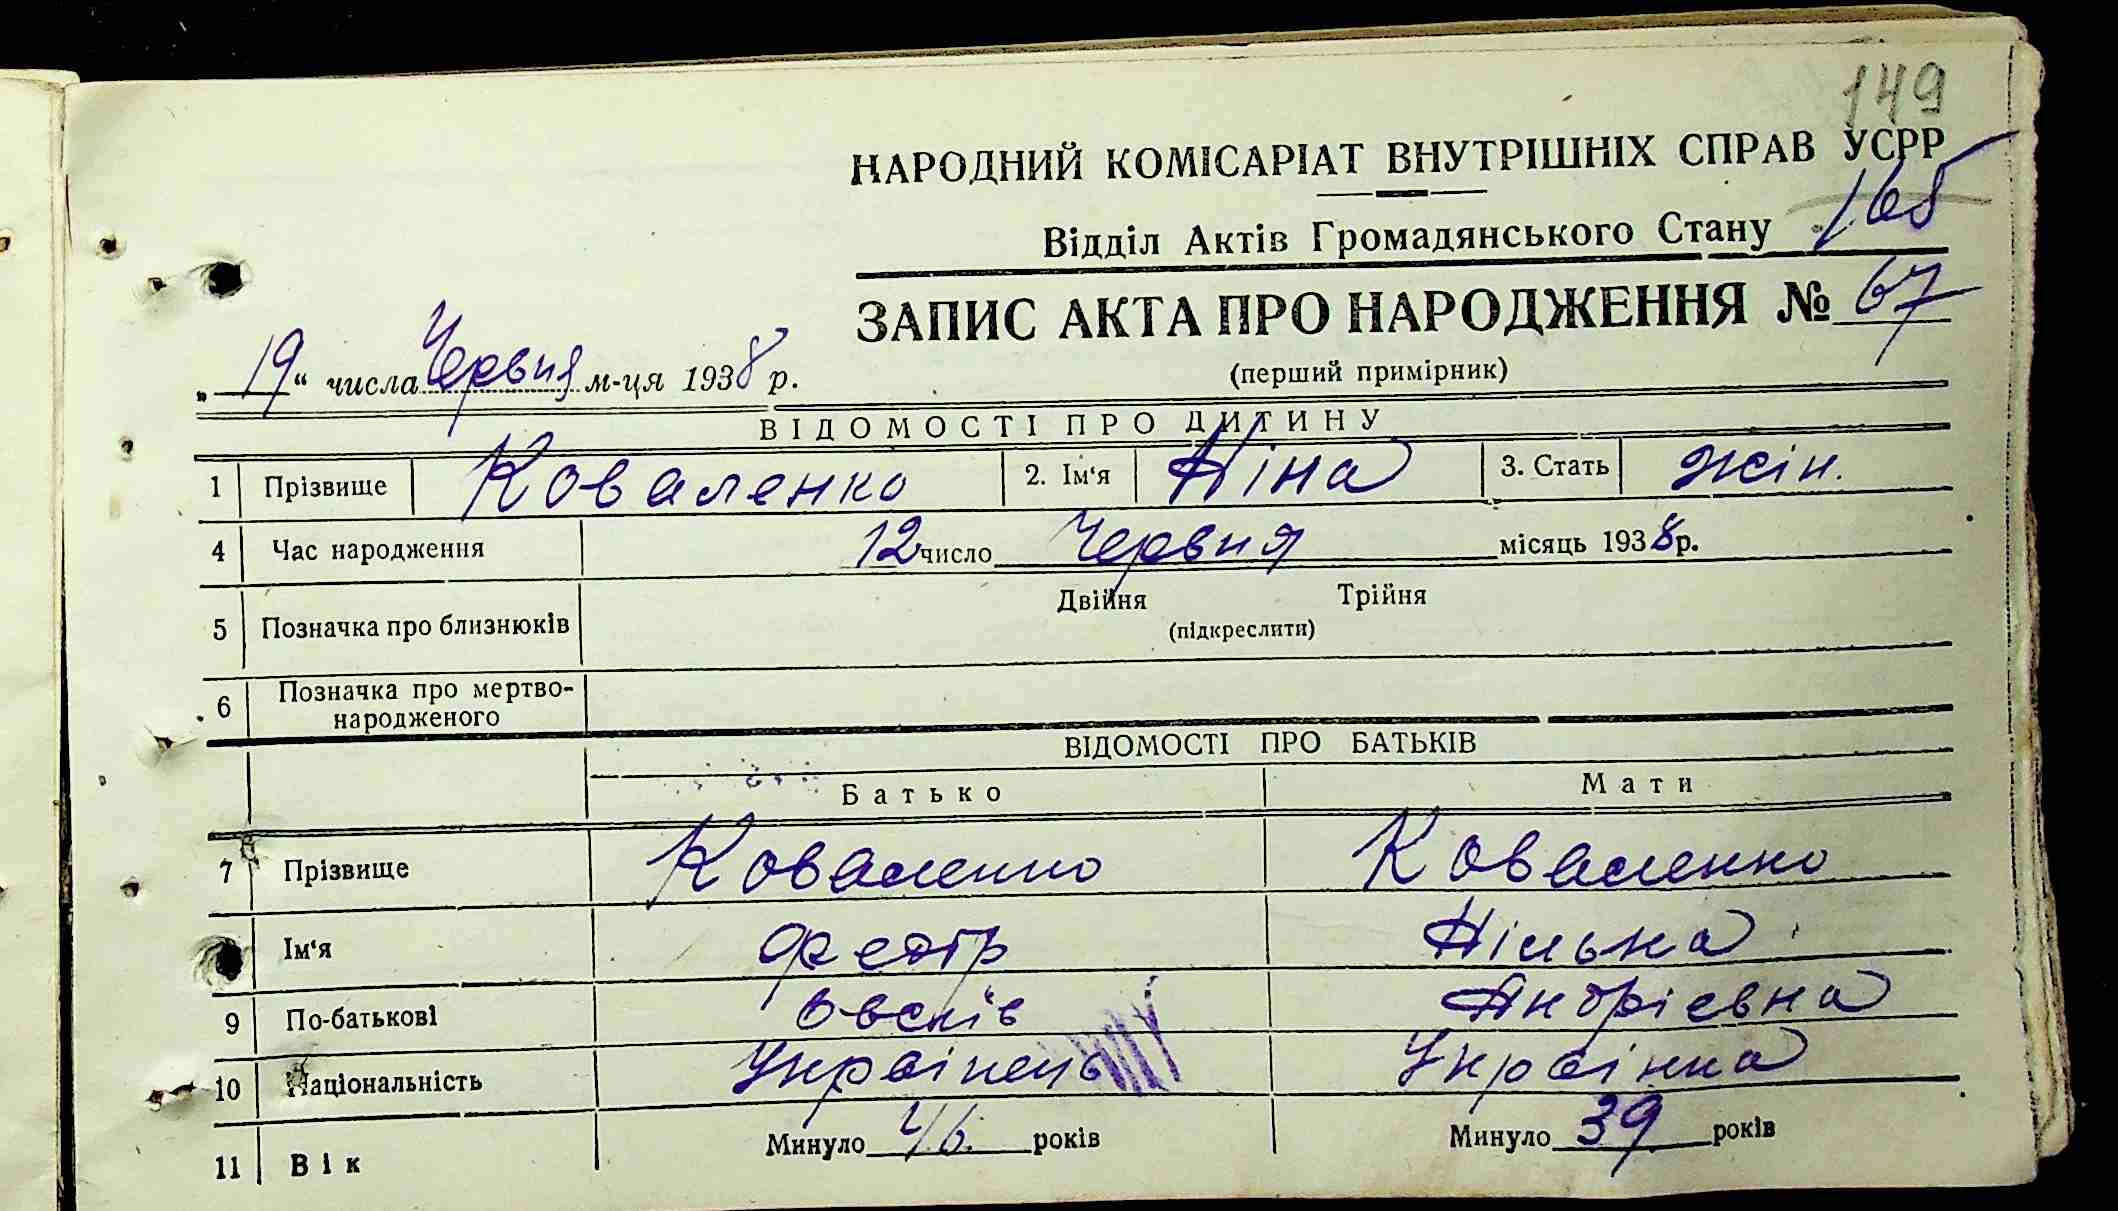 149
НАРОДНИЙ КОМІСАРІАТ ВНУТРІШНІХ СПРАВ УСРР
Відділ Актів Громадянського Стану 165
ЗАПИС АКТА ПРО НАРОДЖЕННЯ № 67
„19“ числа Червня м-ця 1938 р.
(перший примірник)
ВІДОМОСТІ ПРО ДИТИНУ
1 Прізвище Коваленко 2. Ім‘я Ніна 3. Стать жін.
4 Час народження 12 число Червня місяць 1938 р.
Двійня Трійня
5 Позначка про близнюків (підкреслити)
6 Позначка про мертво-
народженого
ВІДОМОСТІ ПРО БАТЬКІВ
Батько Мати
7 Прізвище Коваленко Коваленко
Ім‘я Федір
9 По-батькові Андрієвна
10 Національність Українець Українка
11 Вік Минуло 46. років Минуло 39 років